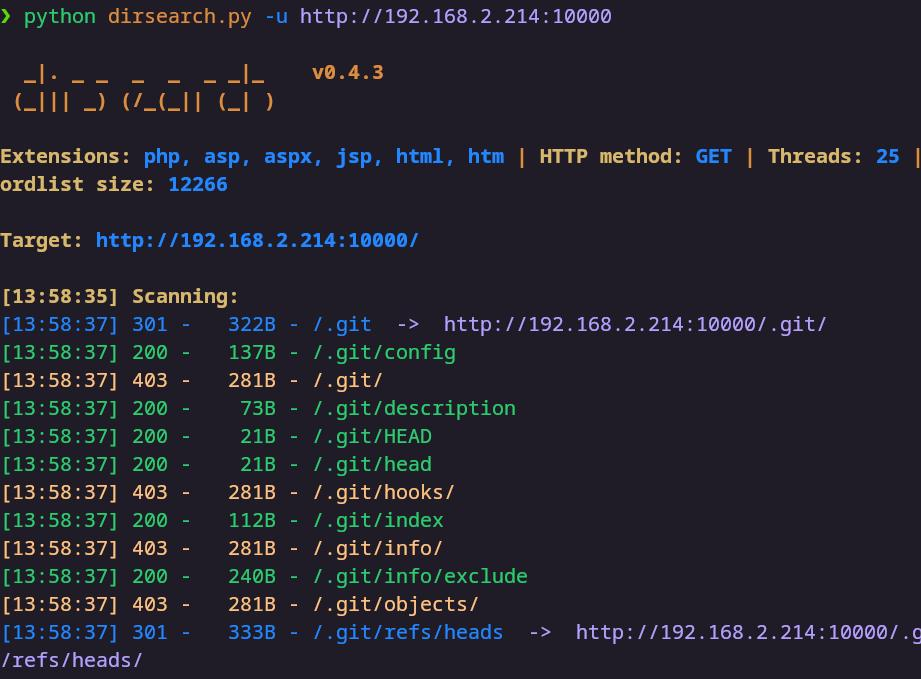 ❯ python dirsearch.py -u http://192.168.2.214:10000
_|. _ _ _ _ _ _|_ v0.4.3
(_||| _) (/_(_|| (_| )
Extensions: php, asp, aspx, jsp, html, htm | HTTP method: GET | Threads: 25 |
ordlist size: 12266
Target: http://192.168.2.214:10000/
[13:58:35] Scanning:
[13:58:37] 301 - 322B - /.git -> http://192.168.2.214:10000/.git/
[13:58:37] 200 - 137B - /.git/config
[13:58:37] 403 - 281B - /.git/
[13:58:37] 200 - 73B - /.git/description
[13:58:37] 200 - 21B - /.git/HEAD
[13:58:37] 200 - 21B - /.git/head
[13:58:37] 403 - 281B - /.git/hooks/
[13:58:37] 200 - 112B - /.git/index
[13:58:37] 403 - 281B - /.git/info/
[13:58:37] 200 - 240B - /.git/info/exclude
[13:58:37] 403 - 281B - /.git/objects/
[13:58:37] 301 - 333B - /.git/refs/heads -> http://192.168.2.214:10000/.g
/refs/heads/